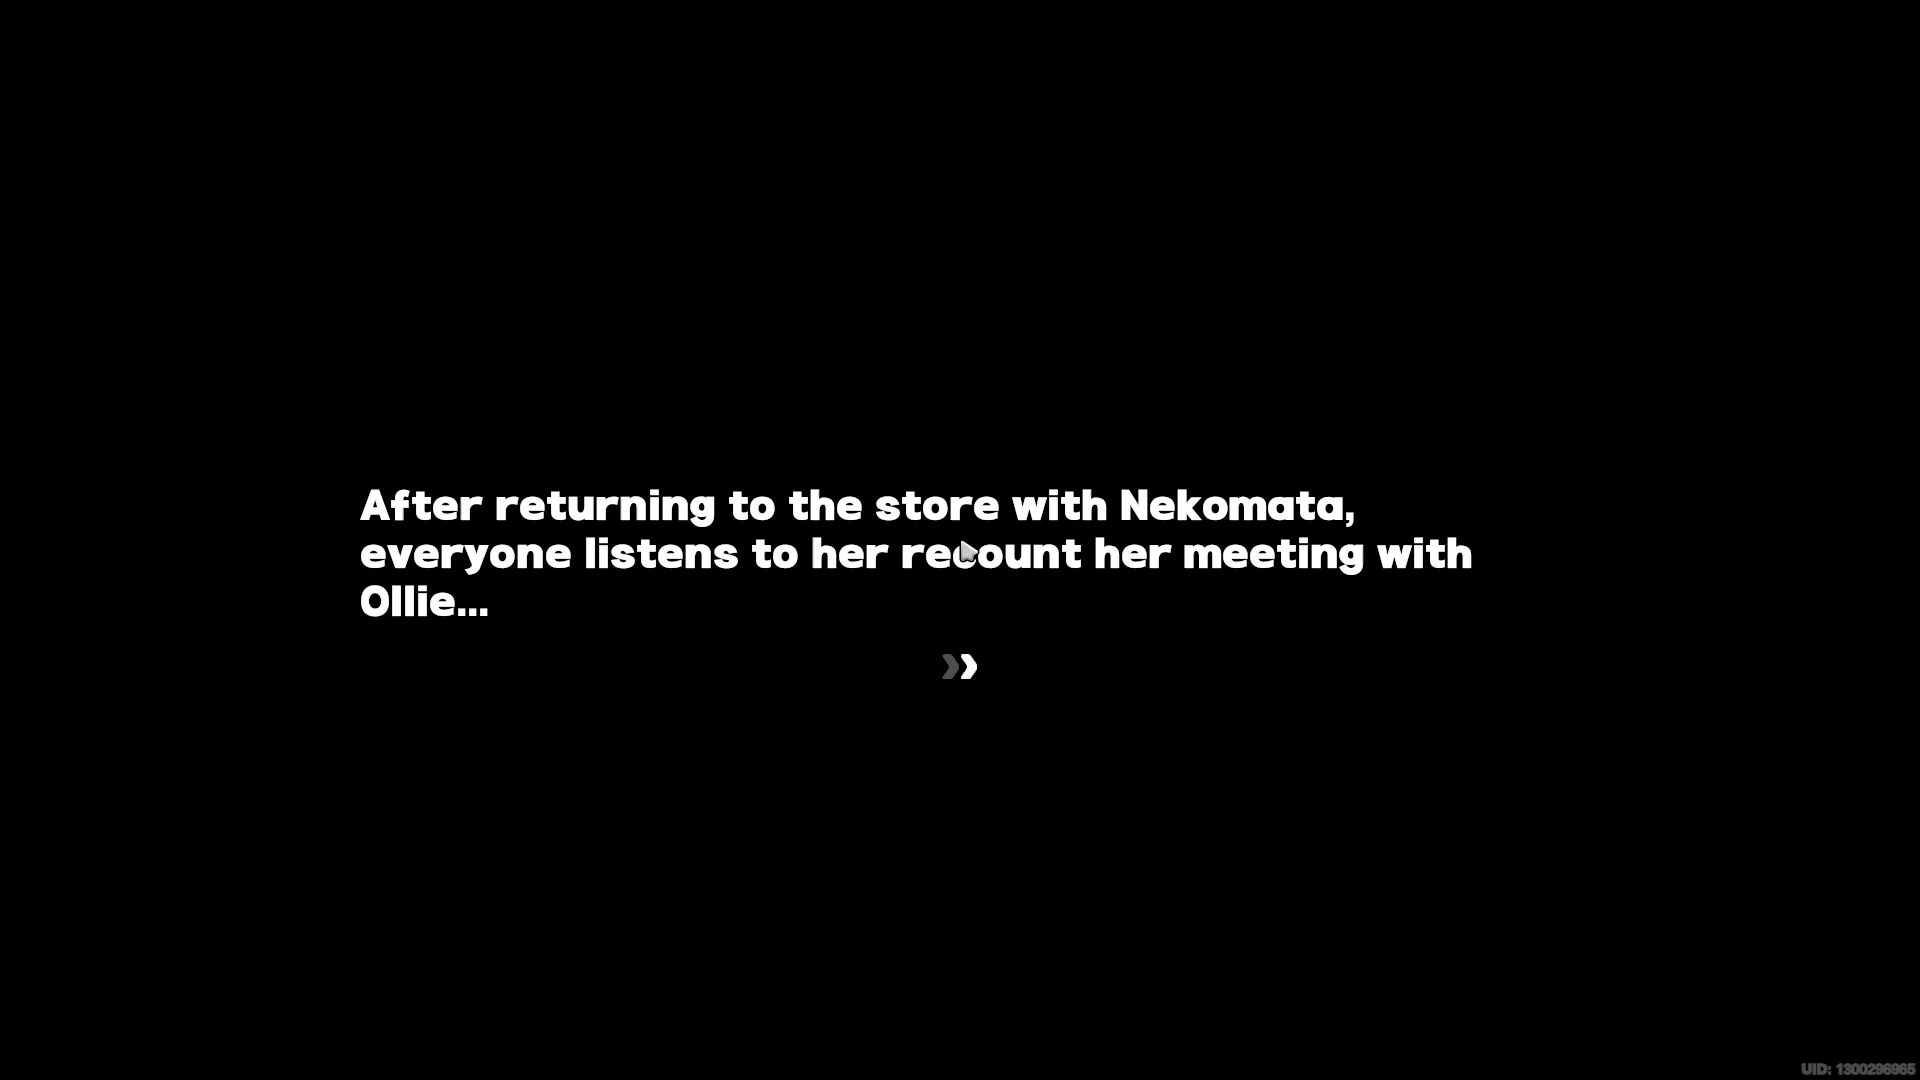 After returning to the store with Nekomata,
everyone listens to her recount her meeting with
Ollie...
UID: 1300296965